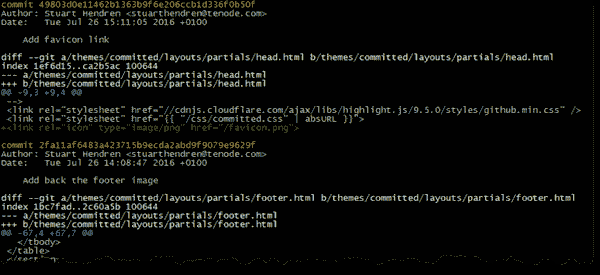 commit 49803d0e11462b1363b9f6e206ccb1d336f0b50f
Author: Stuart Hendren <stuarthendren@tenode.com>
Date:   Tue Jul 26 15:11:05 2016 +0100
Add favicon link
diff --git a/themes/committed/layouts/partials/head.html b/themes/committed/layouts/partials/head.html
index 1ef6d15..ca2b5ac 100644
--- a/themes/committed/layouts/partials/head.html
+++ b/themes/committed/layouts/partials/head.html
@@ -9,3 +9,4 @@
-->
<link rel="stylesheet" href="//cdnjs.cloudflare.com/ajax/libs/highlight.js/9.5.0/styles/github.min.css" />
<link rel="stylesheet" href="{{ "/css/committed.css" | absURL }}">
+<link rel="icon" type="image/png" href="/favicon.png">
commit 2fa11af6483a423715b9ecda2abd9f9079e9629f
Author: Stuart Hendren <stuarthendren@tenode.com>
Date:   Tue Jul 26 14:08:47 2016 +0100
Add back the footer image
diff --git a/themes/committed/layouts/partials/footer.html b/themes/committed/layouts/partials/footer.html
index 1bc7fad..2c60a5b 100644
--- a/themes/committed/layouts/partials/footer.html
+++ b/themes/committed/layouts/partials/footer.html
@@ -67,4 +67,7 @@
</tbody>
</table>